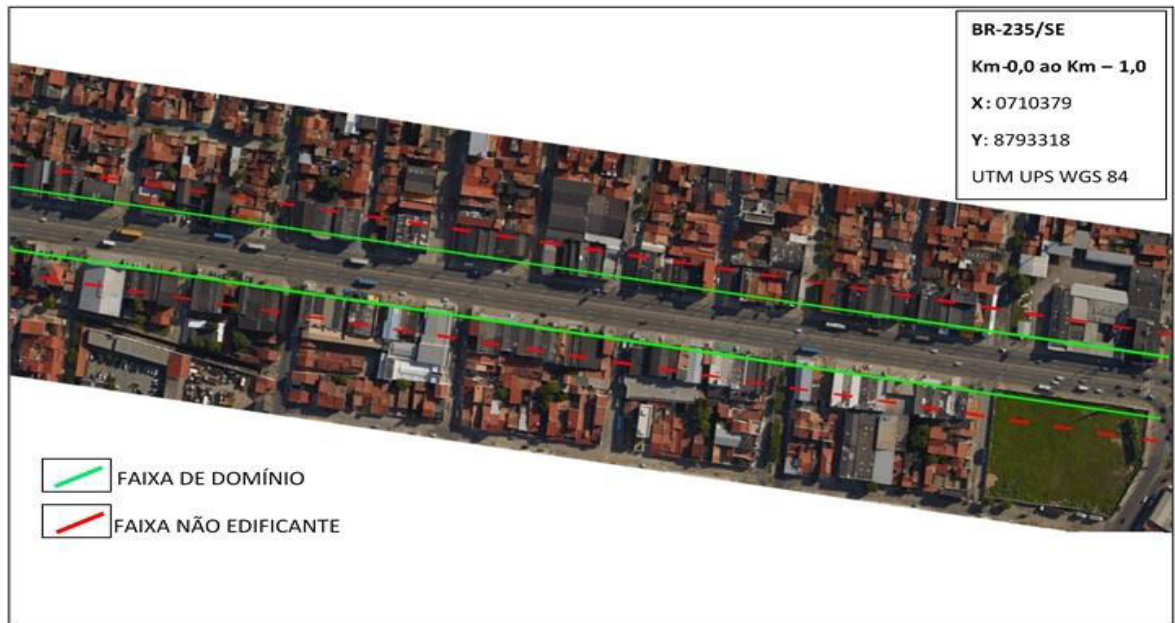 BR-235/SE
Km-0,0 ao Km – 1,0
X: 0710379
Y: 8793318
UTM UPS WGS 84
FAIXA DE DOMÍNIO
FAIXA NÃO EDIFICANTE